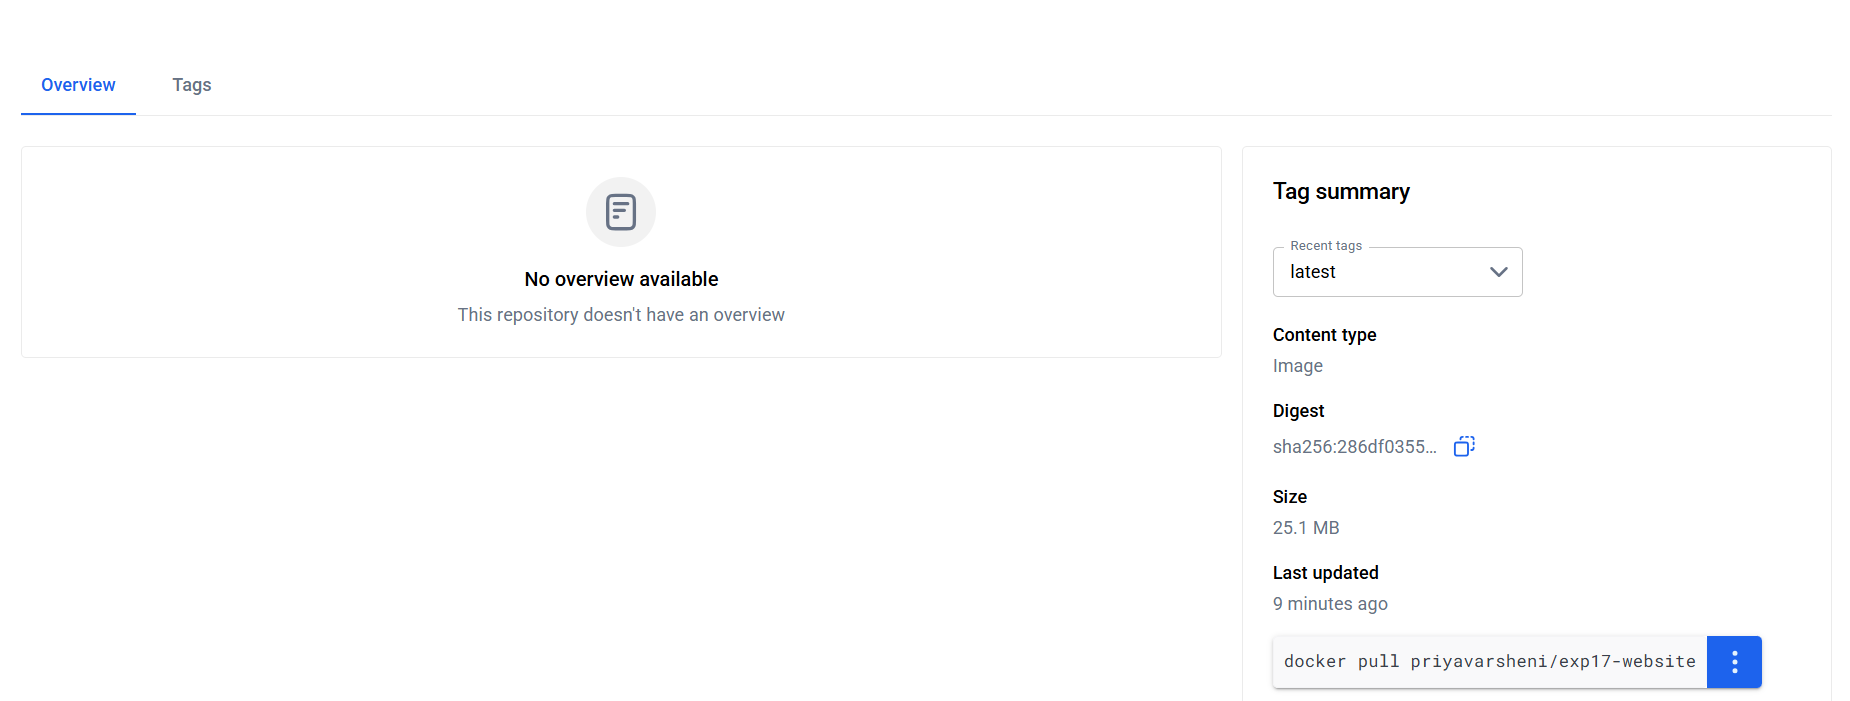 Overview
Tags
No overview available
This repository doesn't have an overview
Tag summary
Recent tags
latest
Content type
Image
Digest
sha256:286df0355…
Size
25.1 MB
Last updated
9 minutes ago
docker pull priyavarsheni/exp17-website